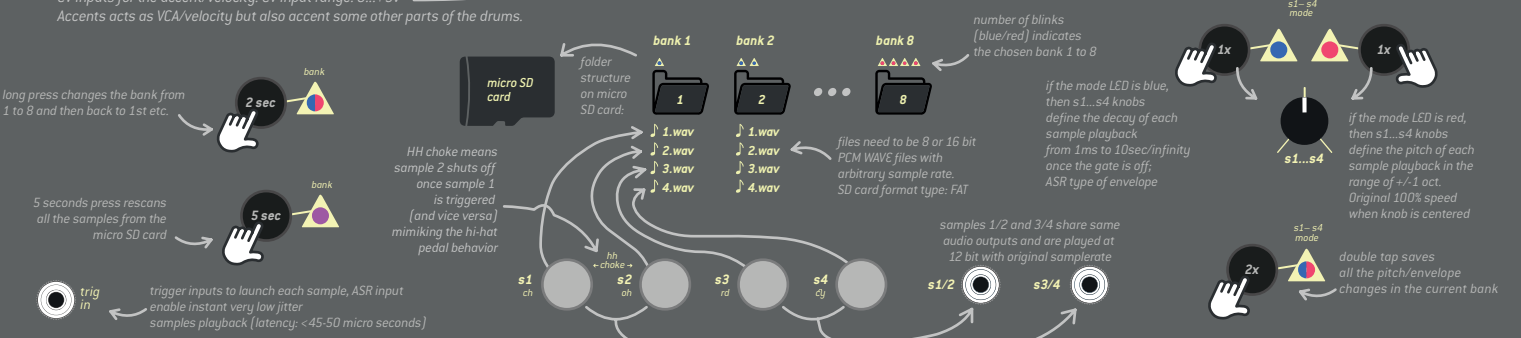 Accents acts as VCA/velocity but also accent some other parts of the drums.
bank
long press changes the bank from
1 to 8 and then back to 1st etc.
2 sec
bank
5 seconds press rescans
all the samples from the
micro SD card
5 sec
trig
in
trigger inputs to launch each sample, ASR input
enable instant very low jitter
samples playback (latency: <45-50 micro seconds)
micro SD
card
folder
structure
on micro
SD card:
bank 1
bank 2
bank 8
1
2
8
1.wav
2.wav
3.wav
4.wav
1.wav
2.wav
3.wav
4.wav
number of blinks
(blue/red) indicates
the chosen bank 1 to 8
files need to be 8 or 16 bit
PCM WAVE files with
arbitrary sample rate.
SD card format type: FAT
HH choke means
sample 2 shuts off
once sample 1
is triggered
(and vice versa)
mimiking the hi-hat
pedal behavior
s1
ch
hh
choke
s2
oh
s3
rd
s4
cy
samples 1/2 and 3/4 share same
audio outputs and are played at
12 bit with original samplerate
s1/2
s3/4
s1–s4
mode
1x
1x
if the mode LED is blue,
then s1...s4 knobs
define the decay of each
sample playback
from 1ms to 10sec/infinity
once the gate is off;
ASR type of envelope
s1...s4
if the mode LED is red,
then s1...s4 knobs
define the pitch of each
sample playback in the
range of +/-1 oct.
Original 100% speed
when knob is centered
s1–s4
mode
2x
double tap saves
all the pitch/envelope
changes in the current bank